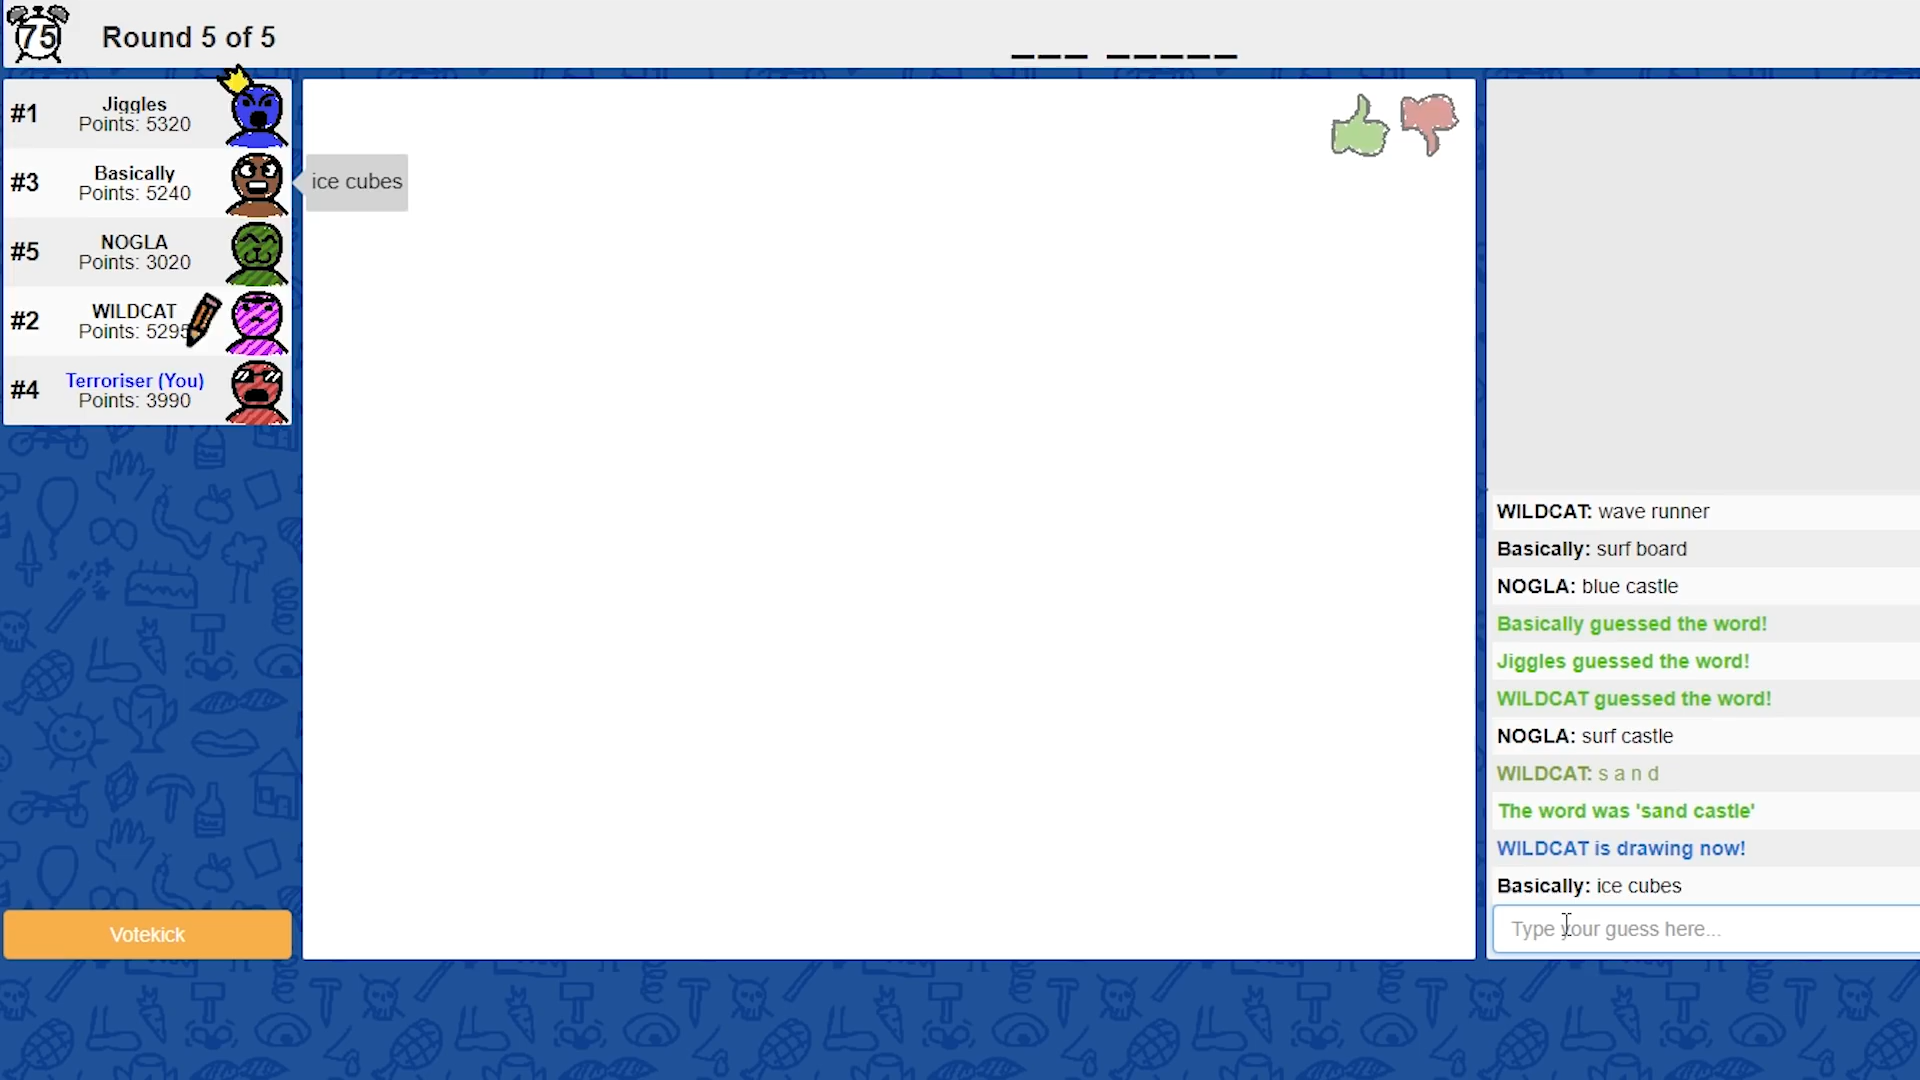 75
Round 5 of 5
___ _____
#1
Jiggles
Points: 5320
#3
Basically
Points: 5240
ice cubes
#5
NOGLA
Points: 3020
#2
WILDCAT
Points: 5295
#4
Terroriser (You)
Points: 3990
Votekick
WILDCAT: wave runner
Basically: surf board
NOGLA: blue castle
Basically guessed the word!
Jiggles guessed the word!
WILDCAT guessed the word!
NOGLA: surf castle
WILDCAT: s a n d
The word was 'sand castle'
WILDCAT is drawing now!
Basically: ice cubes
Type your guess here...